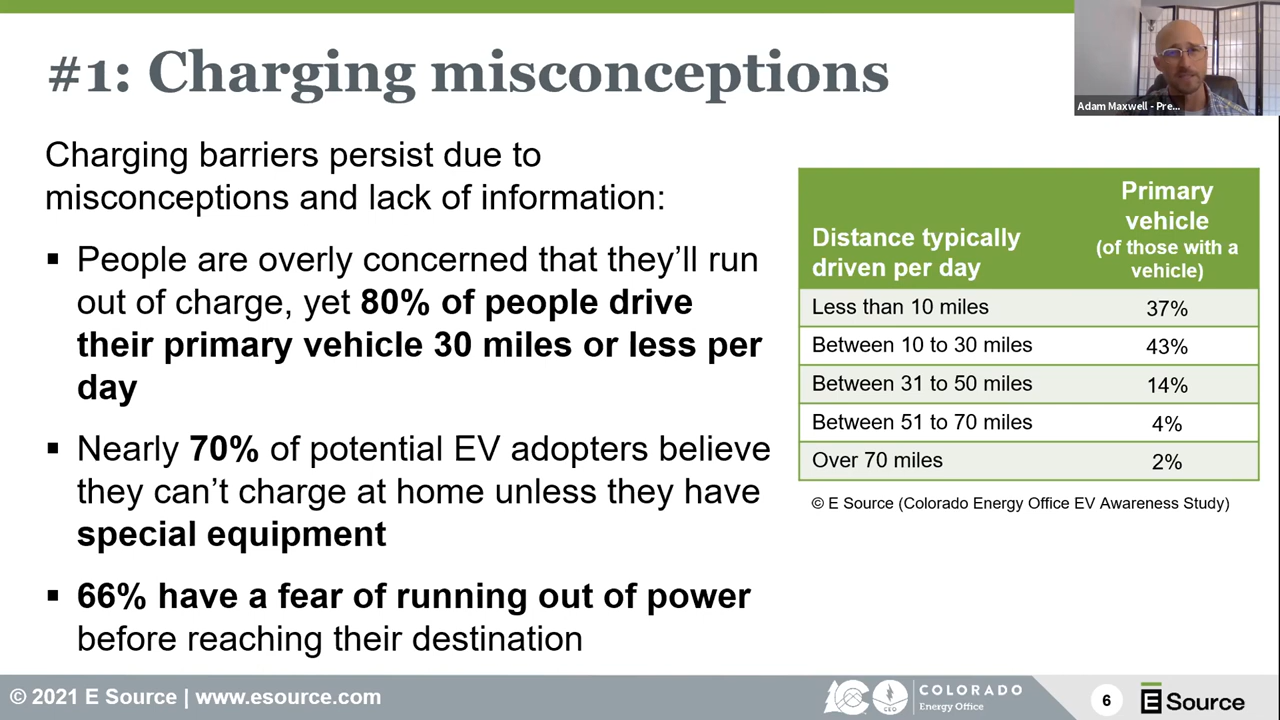 #1: Charging misconceptions
Adam Maxwell - Pre...
Charging barriers persist due to
misconceptions and lack of information:
▪ People are overly concerned that they'll run
out of charge, yet 80% of people drive
their primary vehicle 30 miles or less per
day
▪ Nearly 70% of potential EV adopters believe
they can't charge at home unless they have
special equipment
▪ 66% have a fear of running out of power
before reaching their destination
Distance typically
driven per day
Primary
vehicle
(of those with a
vehicle)
Less than 10 miles 37%
Between 10 to 30 miles 43%
Between 31 to 50 miles 14%
Between 51 to 70 miles 4%
Over 70 miles 2%
© E Source (Colorado Energy Office EV Awareness Study)
© 2021 E Source | www.esource.com
CEO
COLORADO
Energy Office
6
E Source